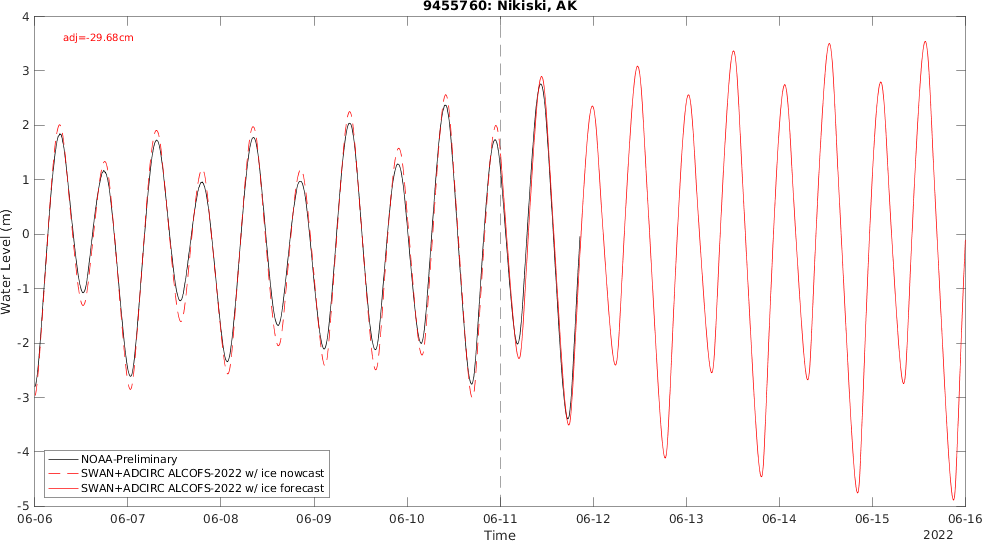 9455760: Nikiski, AK
adj=-29.68cm
Water Level (m)
4
3
2
1
0
-1
-2
-3
-4
-5
NOAA-Preliminary
SWAN+ADCIRC ALCOFS-2022 w/ ice nowcast
SWAN+ADCIRC ALCOFS-2022 w/ ice forecast
06-06 06-07 06-08 06-09 06-10 06-11 06-12 06-13 06-14 06-15 06-16
Time
2022